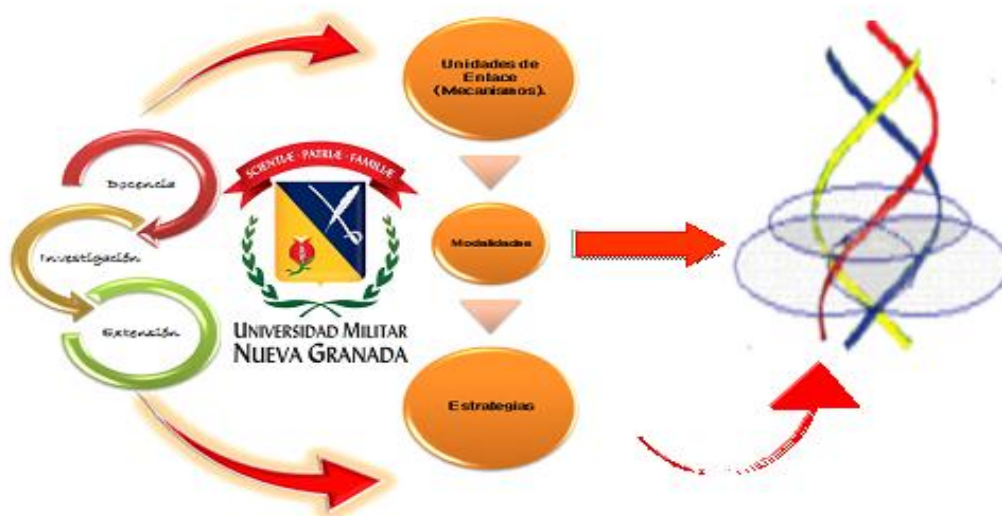 Docencia
Investigación
Extensión
SCIENTIÆ · PATRIÆ · FAMILIÆ
UNIVERSIDAD MILITAR
NUEVA GRANADA
Unidades de
Enlace
(Mecanismos).
Modalidades
Estrategias